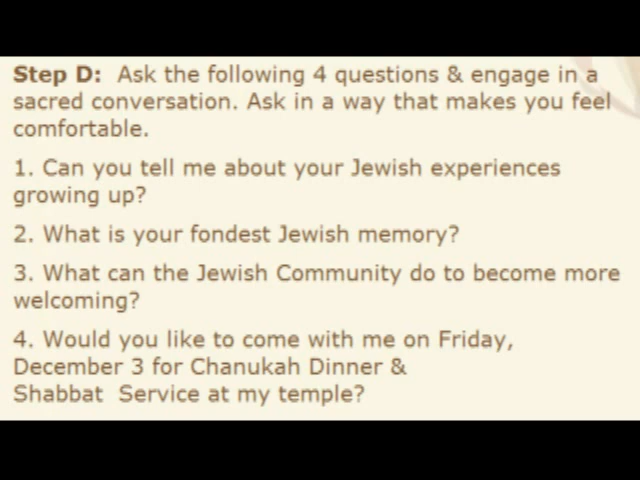 Step D: Ask the following 4 questions & engage in a
sacred conversation. Ask in a way that makes you feel
comfortable.
1. Can you tell me about your Jewish experiences
growing up?
2. What is your fondest Jewish memory?
3. What can the Jewish Community do to become more
welcoming?
4. Would you like to come with me on Friday,
December 3 for Chanukah Dinner &
Shabbat  Service at my temple?